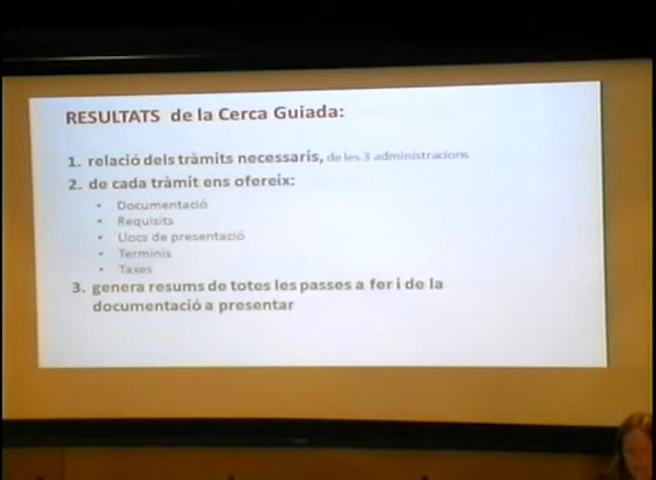 RESULTATS de la Cerca Guiada:
1. relació dels tràmits necessaris, de les 3 administracions
2. de cada tràmit ens ofereix:
• Documentació
• Requisits
• Llocs de presentació
• Terminis
• Taxes
3. genera resums de totes les passes a fer i de la
documentació a presentar